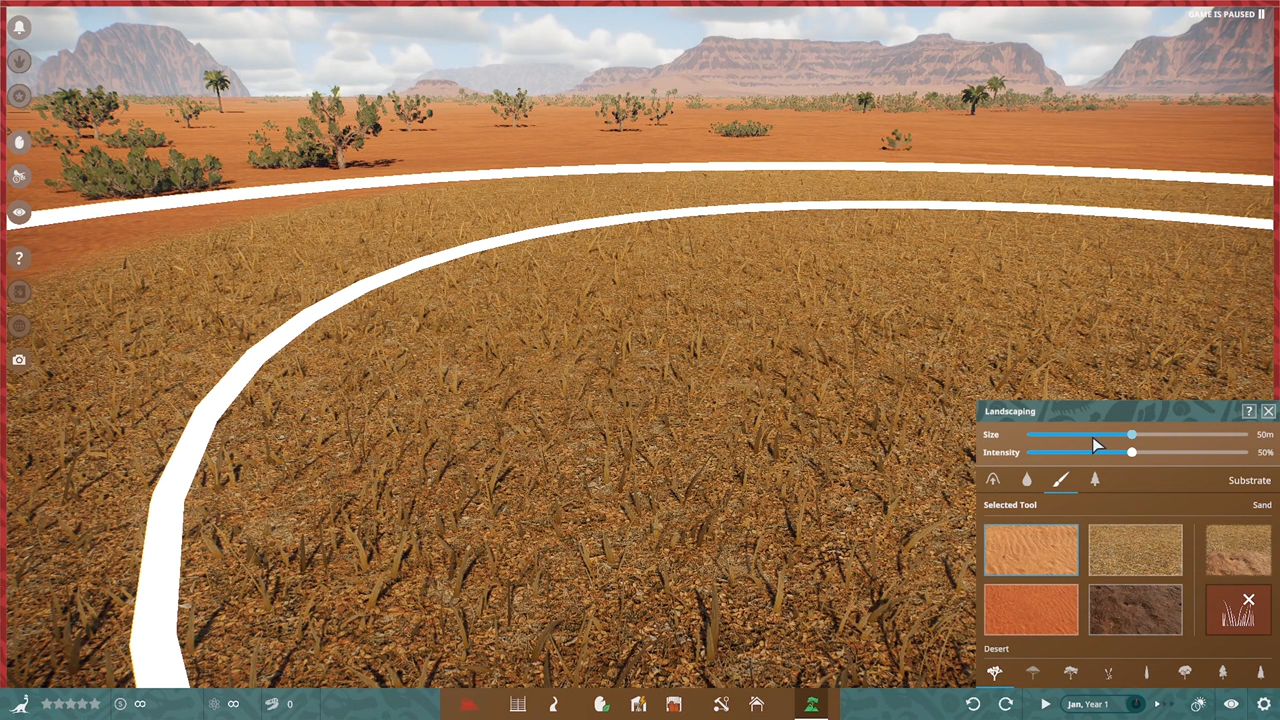 GAME IS PAUSED
?
Landscaping
?
Size
50m
Intensity
50%
Substrate
Selected Tool
Sand
Desert
$ ∞
∞
0
Jan, Year 1